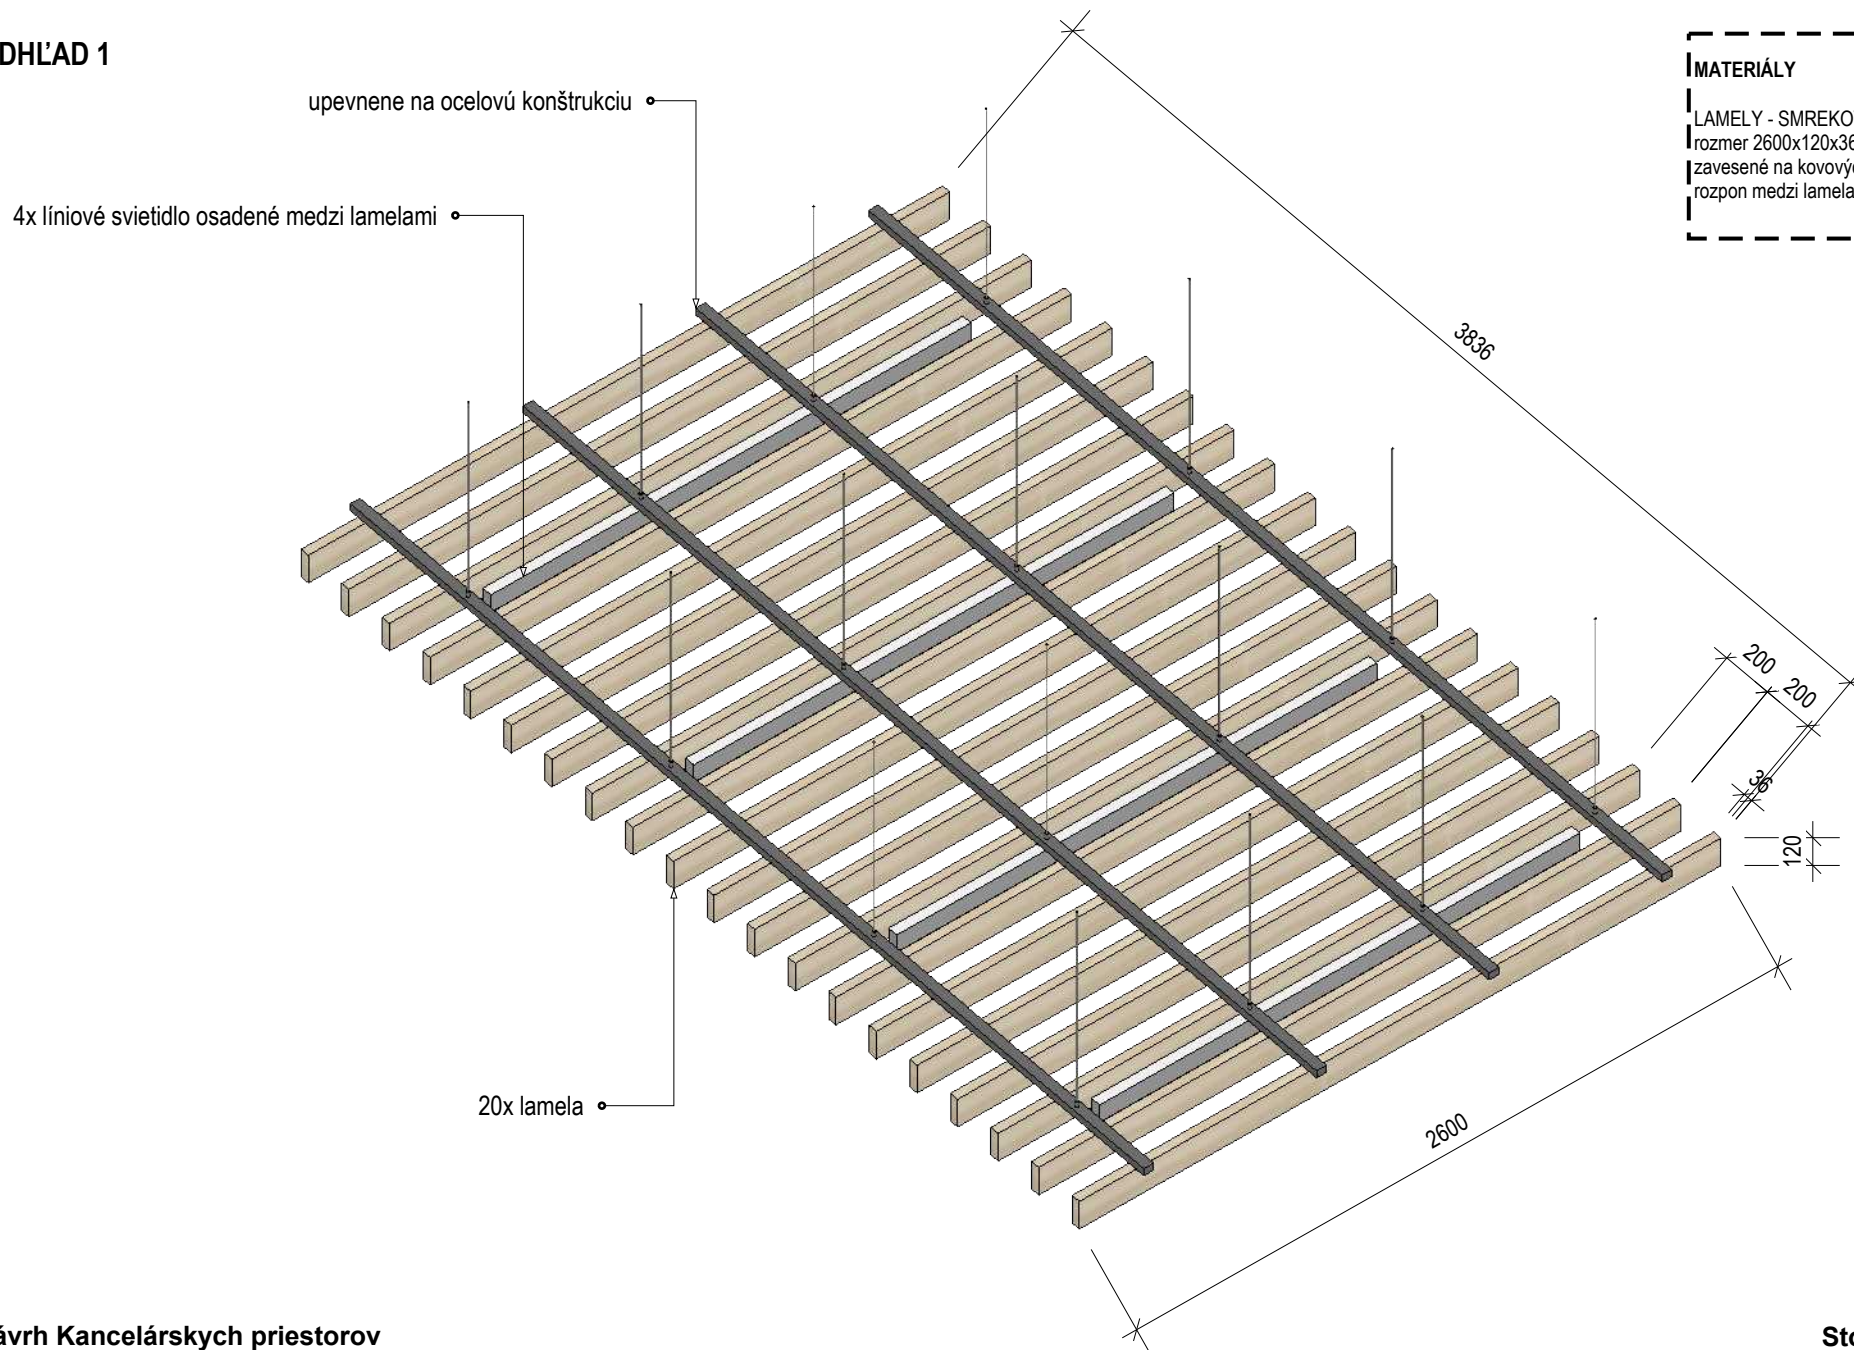 DHĽAD 1
upevnene na ocelovú konštrukciu
4x líniové svietidlo osadené medzi lamelami
MATERIÁLY
LAMELY - SMREKO
rozmer 2600x120x36
zavesené na kovový
rozpon medzi lamela
3836
200
200
36
120
20x lamela
2600
ávrh Kancelárskych priestorov
Sto